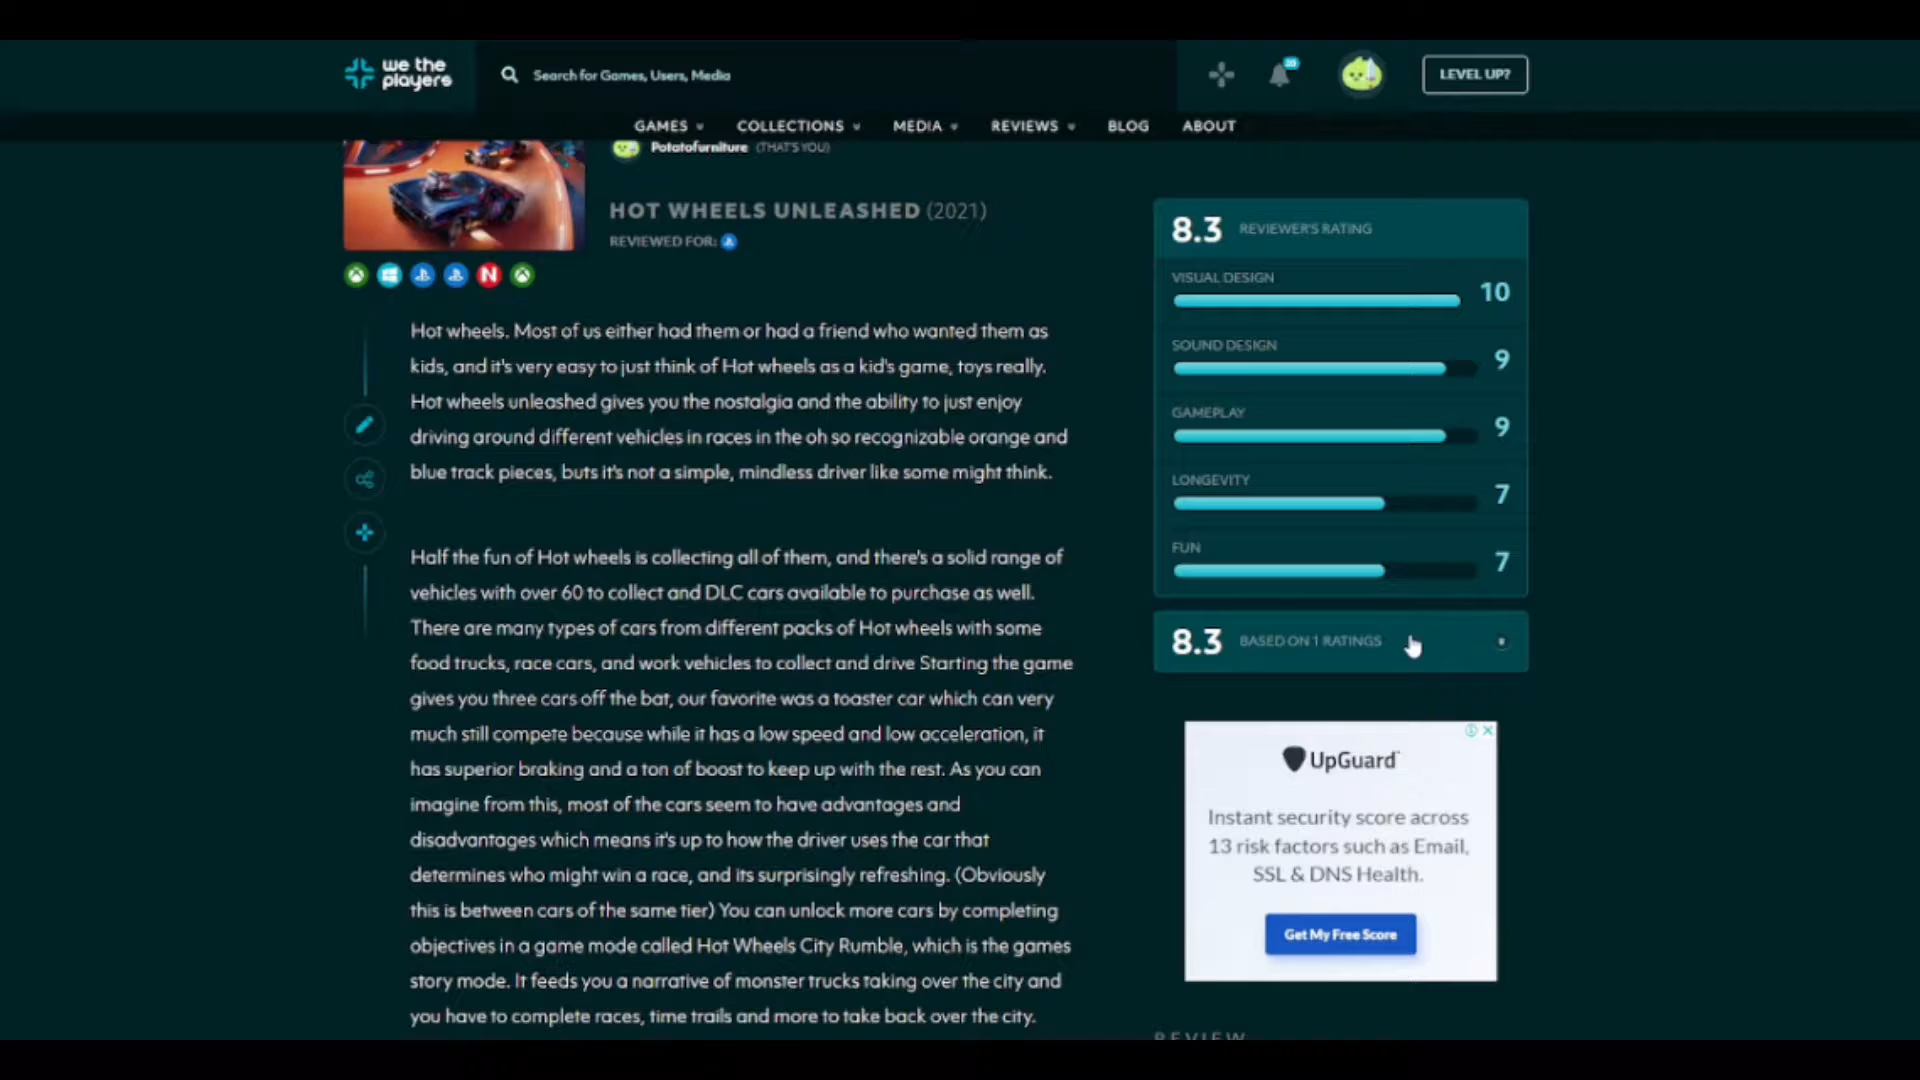 we the
players
Search for Games, Users, Media
20
LEVEL UP?
GAMES
COLLECTIONS
MEDIA
REVIEWS
BLOG
ABOUT
Potatofurniture (THAT'S YOU)
HOT WHEELS UNLEASHED (2021)
REVIEWED FOR:
N
Hot wheels. Most of us either had them or had a friend who wanted them as
kids, and it's very easy to just think of Hot wheels as a kid's game, toys really.
Hot wheels unleashed gives you the nostalgia and the ability to just enjoy
driving around different vehicles in races in the oh so recognizable orange and
blue track pieces, buts it's not a simple, mindless driver like some might think.
Half the fun of Hot wheels is collecting all of them, and there's a solid range of
vehicles with over 60 to collect and DLC cars available to purchase as well.
There are many types of cars from different packs of Hot wheels with some
food trucks, race cars, and work vehicles to collect and drive Starting the game
gives you three cars off the bat, our favorite was a toaster car which can very
much still compete because while it has a low speed and low acceleration, it
has superior braking and a ton of boost to keep up with the rest. As you can
imagine from this, most of the cars seem to have advantages and
disadvantages which means it's up to how the driver uses the car that
determines who might win a race, and its surprisingly refreshing. (Obviously
this is between cars of the same tier) You can unlock more cars by completing
objectives in a game mode called Hot Wheels City Rumble, which is the games
story mode. It feeds you a narrative of monster trucks taking over the city and
you have to complete races, time trails and more to take back over the city.
8.3 REVIEWER'S RATING
VISUAL DESIGN
10
SOUND DESIGN
9
GAMEPLAY
9
LONGEVITY
7
FUN
7
8.3 BASED ON 1 RATINGS
UpGuard
Instant security score across
13 risk factors such as Email,
SSL & DNS Health.
Get My Free Score
REVIEW